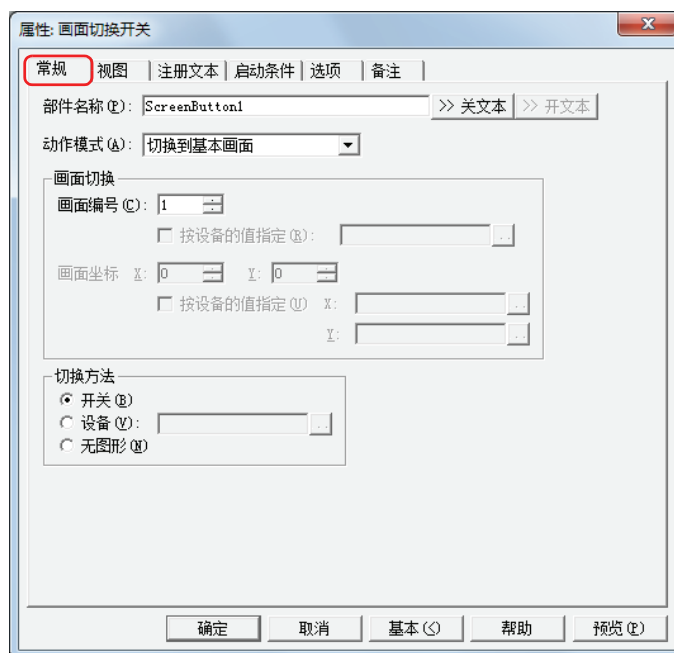 属性: 画面切换开关
常规 视图 注册文本 启动条件 选项 备注
部件名称(P): ScreenButton1 >> 关文本 >> 开文本
动作模式(A): 切换到基本画面
画面切换
画面编号(C): 1
按设备的值指定(R):
画面坐标 X: 0 Y: 0
按设备的值指定(U) X:
Y:
切换方法
开关(B)
设备(V):
无图形(N)
确定 取消 基本(<) 帮助 预览(P)